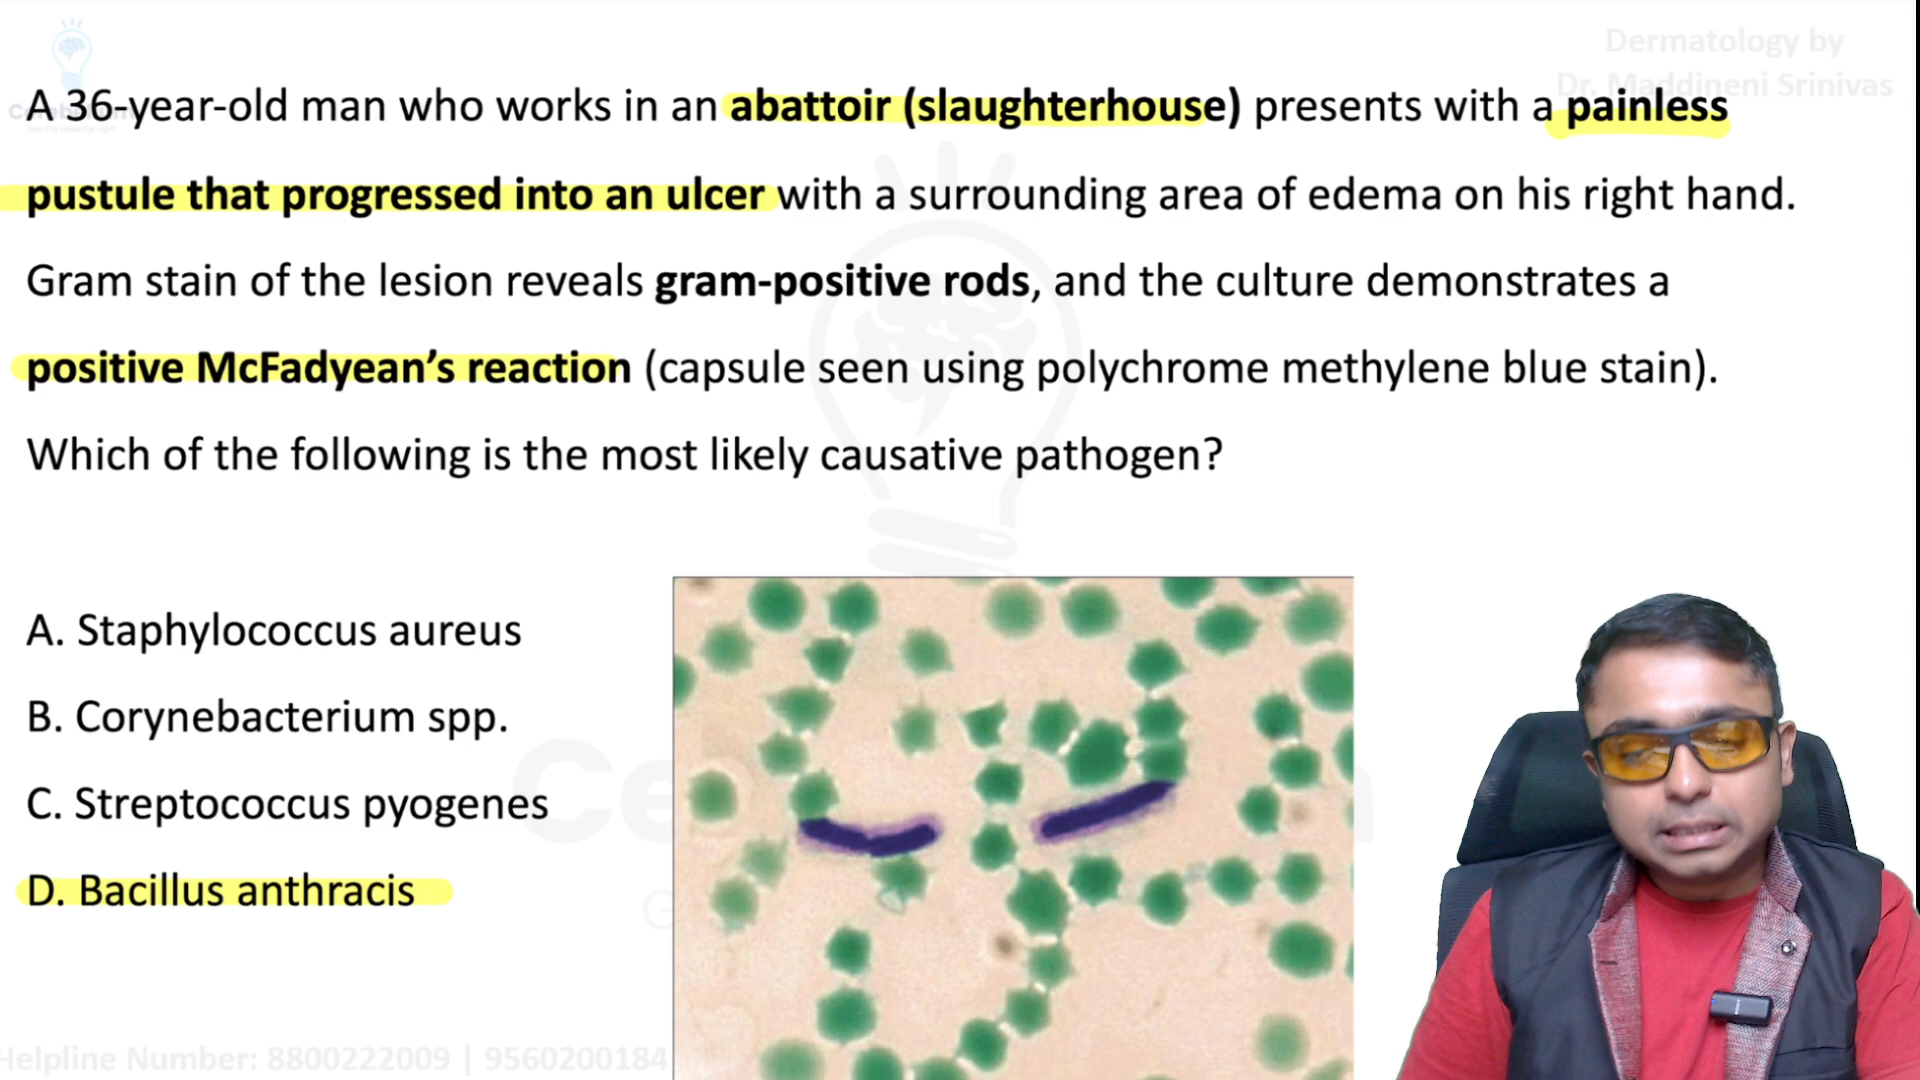 Dermatology by
Dr. Maddineni Srinivas
A 36-year-old man who works in an abattoir (slaughterhouse) presents with a painless
pustule that progressed into an ulcer with a surrounding area of edema on his right hand.
Gram stain of the lesion reveals gram-positive rods, and the culture demonstrates a
positive McFadyean’s reaction (capsule seen using polychrome methylene blue stain).
Which of the following is the most likely causative pathogen?
A. Staphylococcus aureus
B. Corynebacterium spp.
C. Streptococcus pyogenes
D. Bacillus anthracis
Helpline Number: 8800222009 | 9560200184